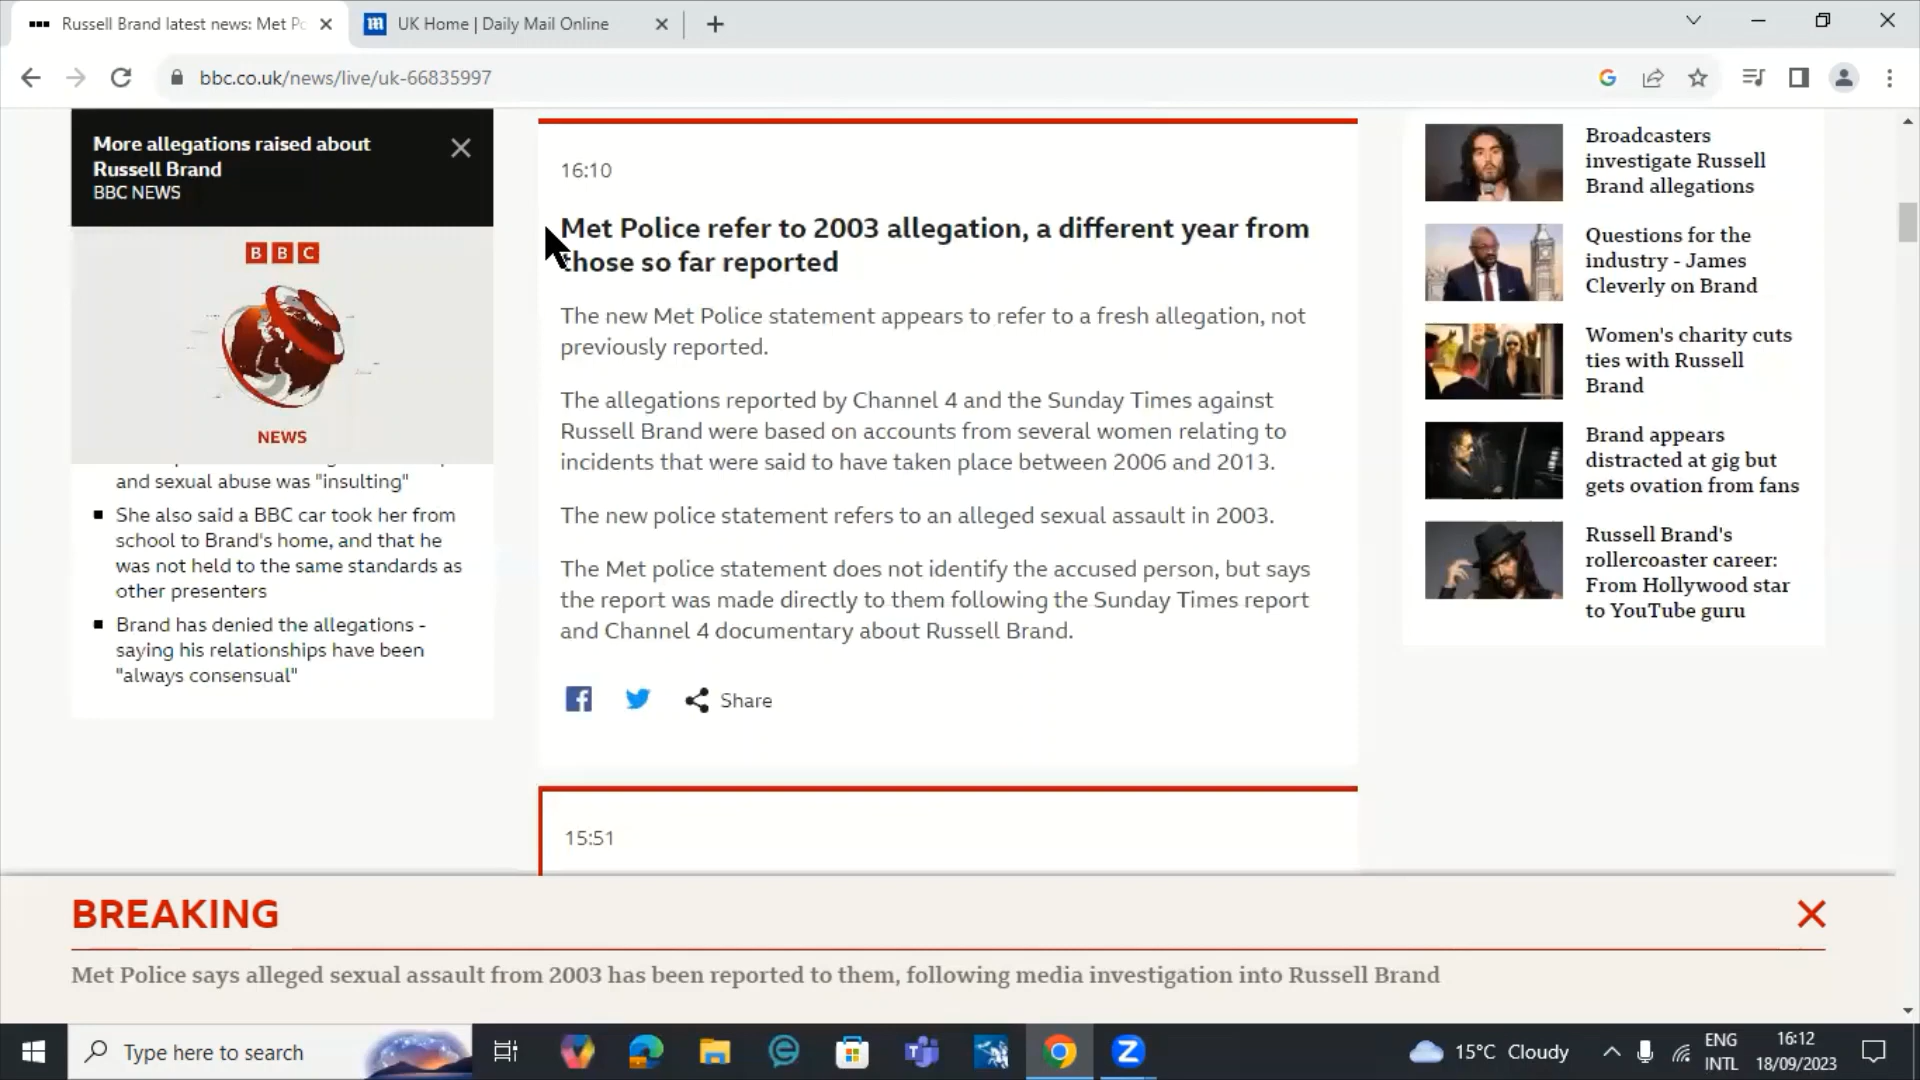 Russell Brand latest news: Met Po
UK Home | Daily Mail Online
bbc.co.uk/news/live/uk-66835997
More allegations raised about
Russell Brand
BBC NEWS
BBC
NEWS
and sexual abuse was "insulting"
She also said a BBC car took her from
school to Brand's home, and that he
was not held to the same standards as
other presenters
Brand has denied the allegations -
saying his relationships have been
"always consensual"
16:10
Met Police refer to 2003 allegation, a different year from
those so far reported
The new Met Police statement appears to refer to a fresh allegation, not
previously reported.
The allegations reported by Channel 4 and the Sunday Times against
Russell Brand were based on accounts from several women relating to
incidents that were said to have taken place between 2006 and 2013.
The new police statement refers to an alleged sexual assault in 2003.
The Met police statement does not identify the accused person, but says
the report was made directly to them following the Sunday Times report
and Channel 4 documentary about Russell Brand.
Share
15:51
Broadcasters
investigate Russell
Brand allegations
Questions for the
industry - James
Cleverly on Brand
Women's charity cuts
ties with Russell
Brand
Brand appears
distracted at gig but
gets ovation from fans
Russell Brand's
rollercoaster career:
From Hollywood star
to YouTube guru
BREAKING
Met Police says alleged sexual assault from 2003 has been reported to them, following media investigation into Russell Brand
Type here to search
15°C Cloudy
ENG
INTL
16:12
18/09/2023